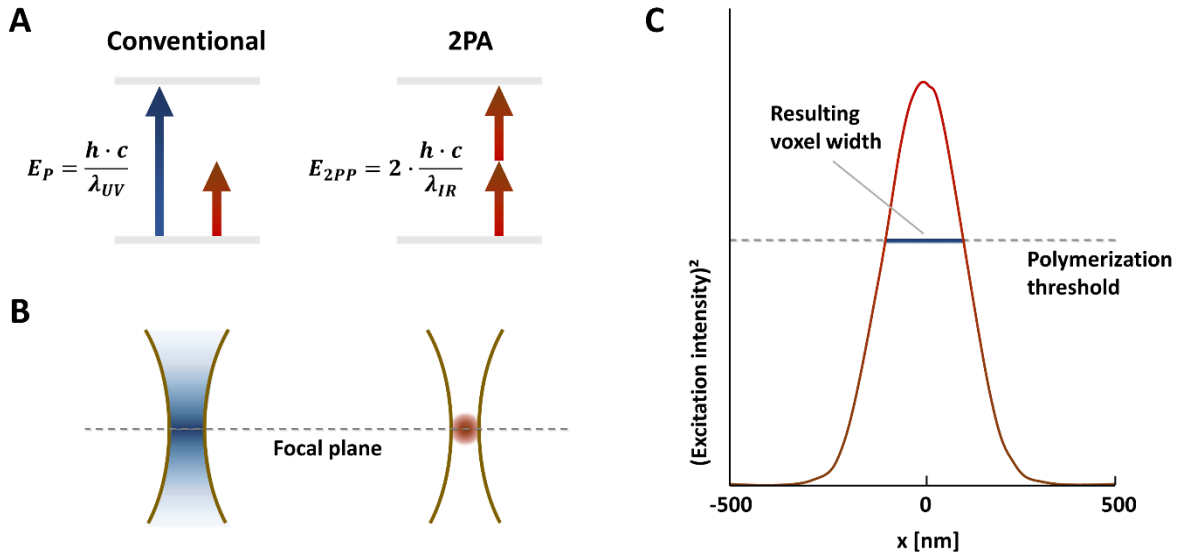 A
Conventional
2PA
E_P = h · c / λ_UV
E_2PP = 2 · h · c / λ_IR
B
Focal plane
C
Resulting
voxel width
Polymerization
threshold
(Excitation intensity)²
-500
0
500
x [nm]